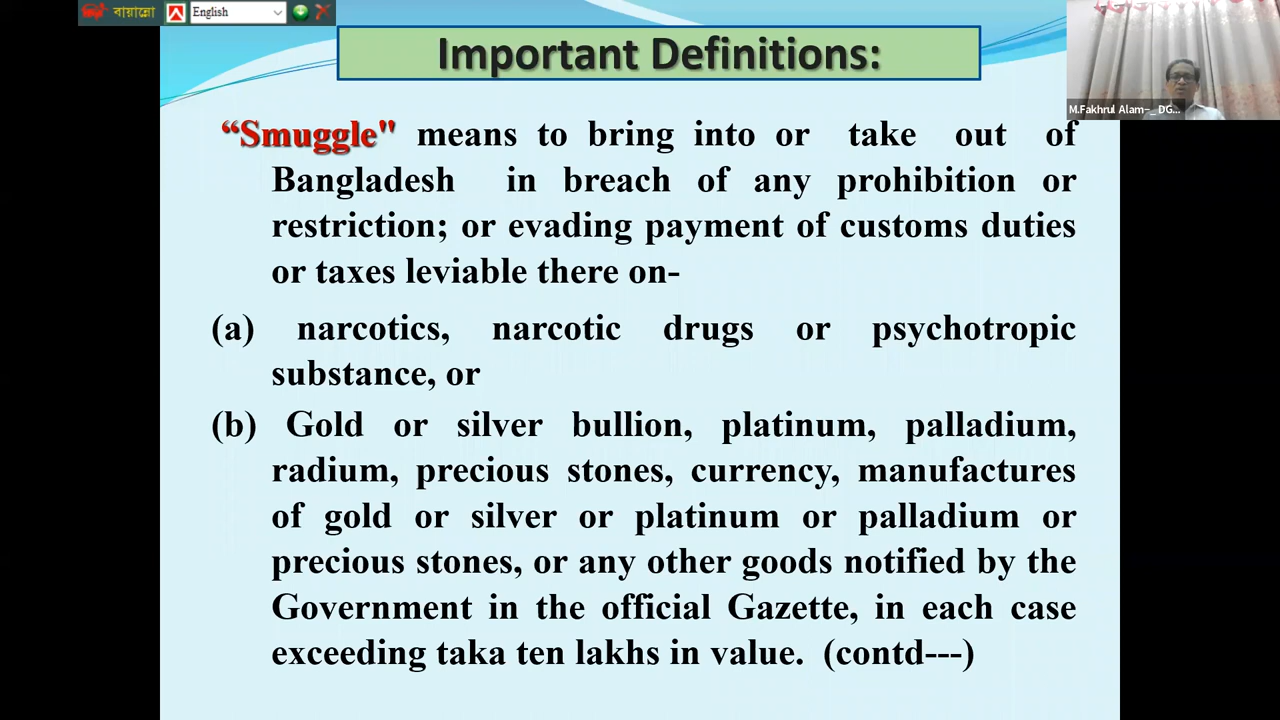 বায়ান্নো
English
Important Definitions:
M.Fakhrul Alam-_ DG...
“Smuggle" means to bring into or take out of
Bangladesh in breach of any prohibition or
restriction; or evading payment of customs duties
or taxes leviable there on-
(a) narcotics, narcotic drugs or psychotropic
substance, or
(b) Gold or silver bullion, platinum, palladium,
radium, precious stones, currency, manufactures
of gold or silver or platinum or palladium or
precious stones, or any other goods notified by the
Government in the official Gazette, in each case
exceeding taka ten lakhs in value. (contd---)